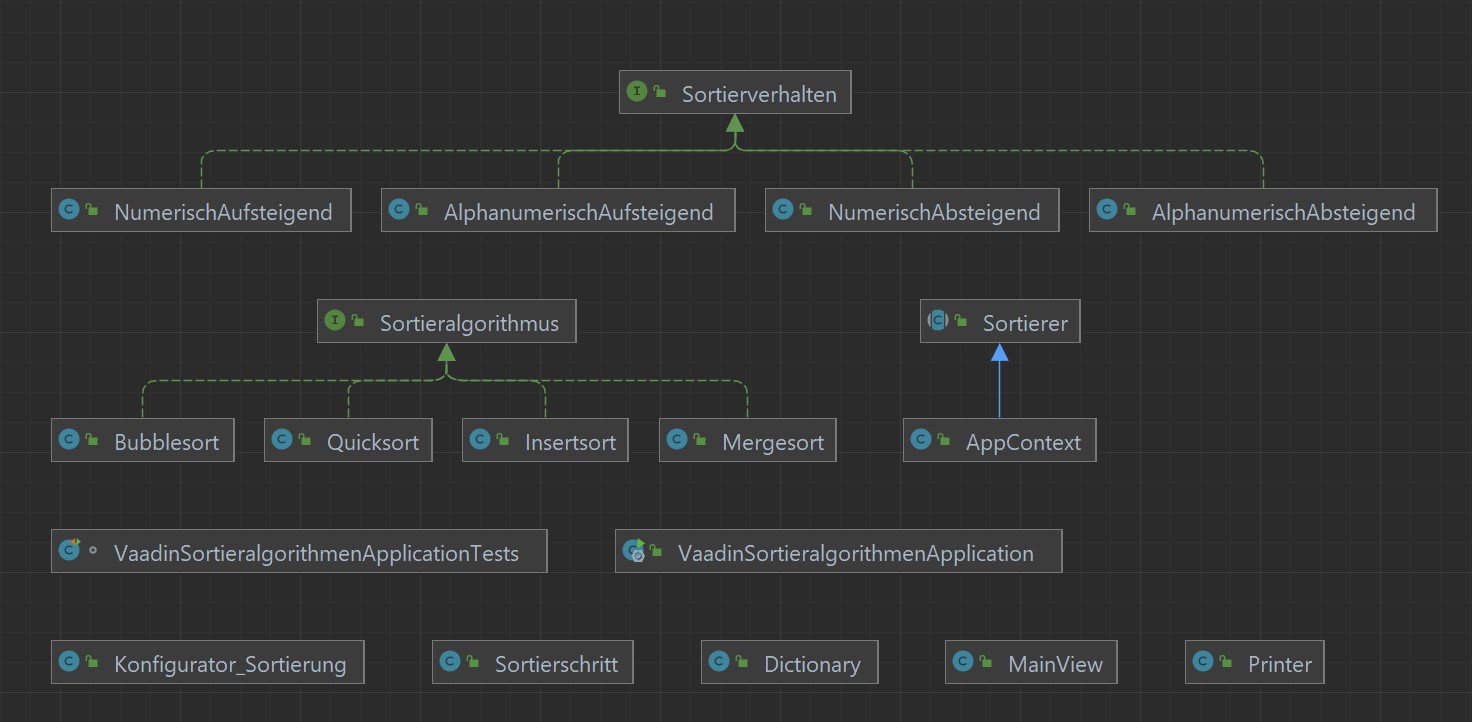 Sortierverhalten
NumerischAufsteigend
AlphanumerischAufsteigend
NumerischAbsteigend
AlphanumerischAbsteigend
Sortieralgorithmus
Sortierer
Bubblesort
Quicksort
Insertsort
Mergesort
AppContext
VaadinSortieralgorithmenApplicationTests
VaadinSortieralgorithmenApplication
Konfigurator_Sortierung
Sortierschritt
Dictionary
MainView
Printer